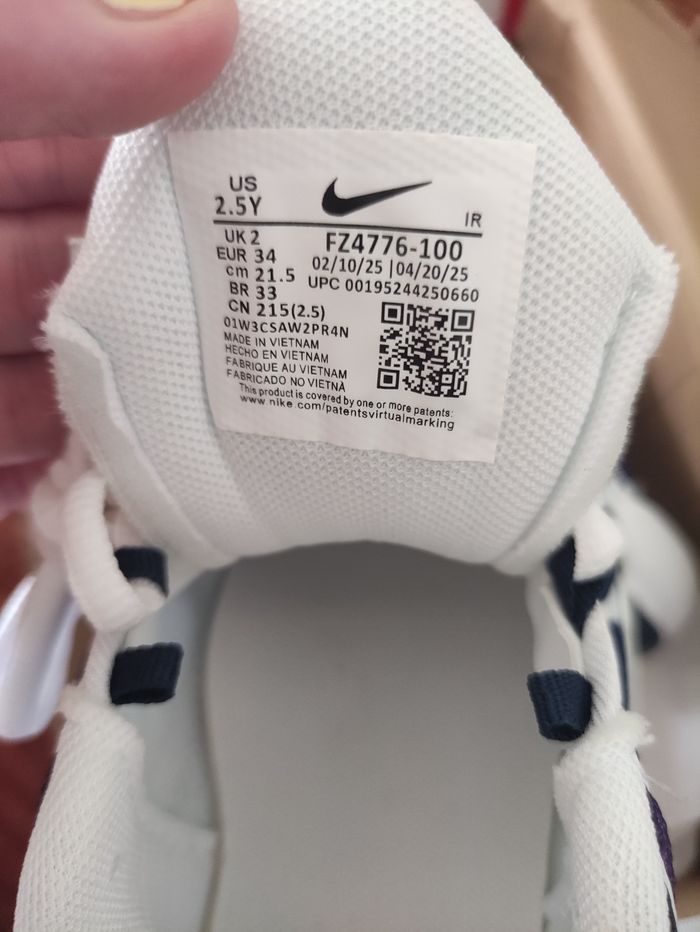 US
2.5Y
IR
UK 2
EUR 34
cm 21.5
BR 33
CN 215(2.5)
FZ4776-100
02/10/25 | 04/20/25
UPC 00195244250660
01W3CSAW2PR4N
MADE IN VIETNAM
HECHO EN VIETNAM
FABRIQUE AU VIETNAM
FABRICADO NO VIETNÃ
This product is covered by one or more patents:
www.nike.com/patentsvirtualmarking